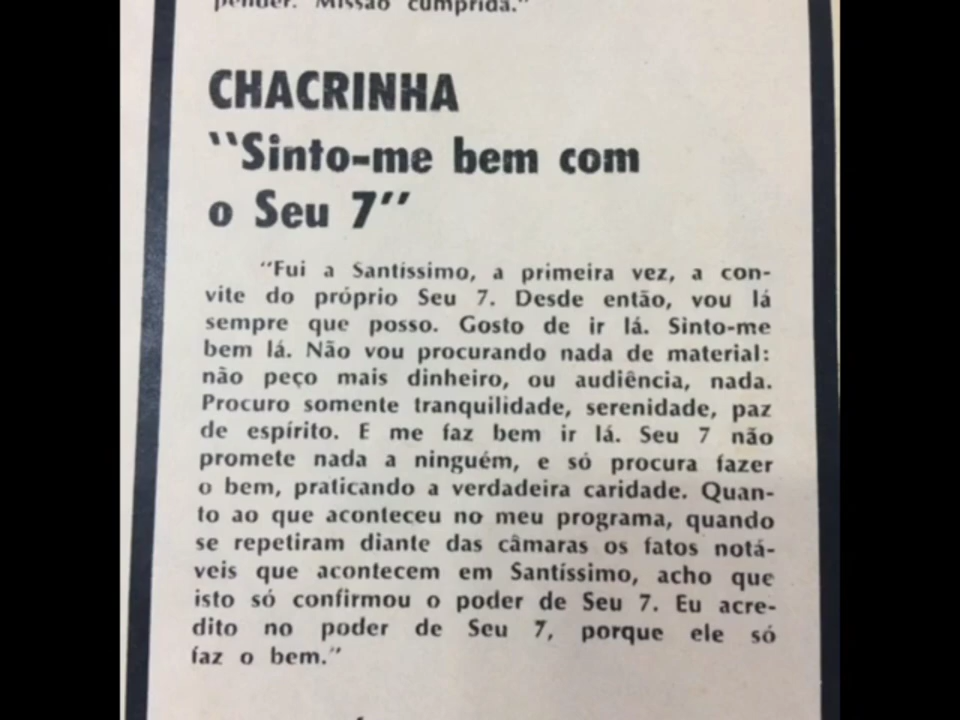 pender. Missão cumprida."
CHACRINHA
"Sinto-me bem com
o Seu 7"
"Fui a Santíssimo, a primeira vez, a con-
vite do próprio Seu 7. Desde então, vou lá
sempre que posso. Gosto de ir lá. Sinto-me
bem lá. Não vou procurando nada de material:
não peço mais dinheiro, ou audiência, nada.
Procuro somente tranquilidade, serenidade, paz
de espírito. E me faz bem ir lá. Seu 7 não
promete nada a ninguém, e só procura fazer
o bem, praticando a verdadeira caridade. Quan-
to ao que aconteceu no meu programa, quando
se repetiram diante das câmaras os fatos notá-
veis que acontecem em Santíssimo, acho que
isto só confirmou o poder de Seu 7. Eu acre-
dito no poder de Seu 7, porque ele só
faz o bem."